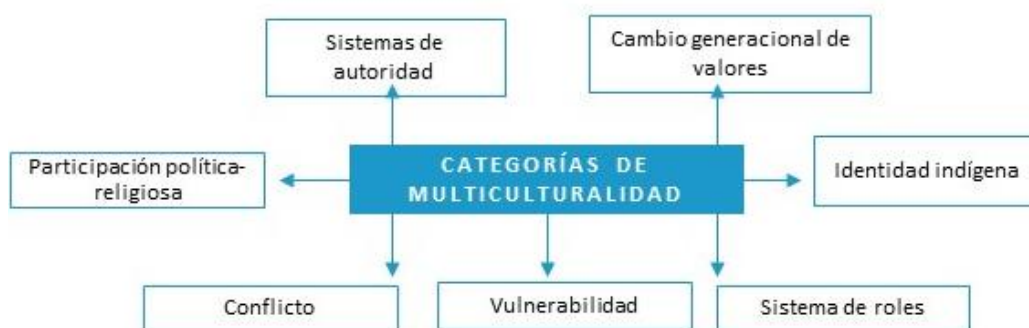 Sistemas de
autoridad
Cambio generacional de
valores
Participación política-
religiosa
CATEGORÍAS DE
MULTICULTURALIDAD
Identidad indígena
Conflicto
Vulnerabilidad
Sistema de roles